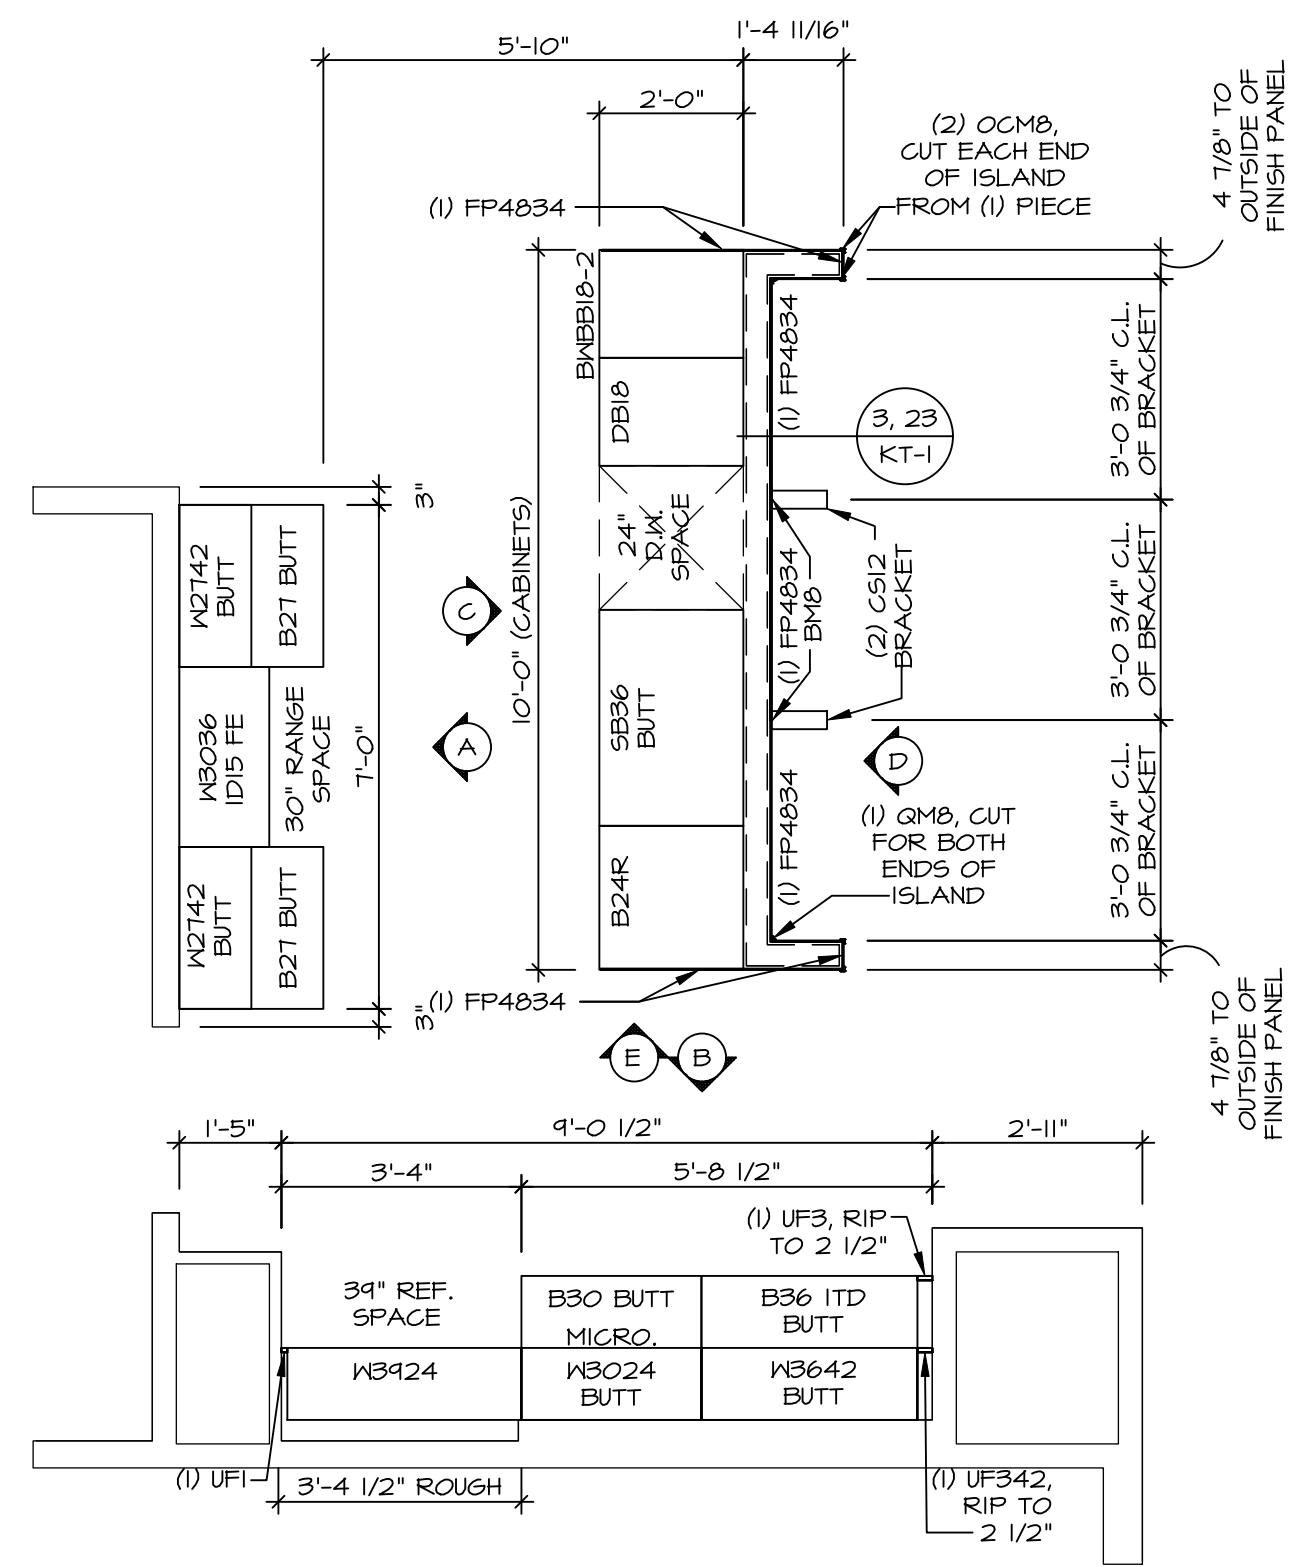 1'-4 11/16"
5'-10"
2'-0"
(2) OCM8,
CUT EACH END
OF ISLAND
FROM (1) PIECE
4 7/8" TO
OUTSIDE OF
FINISH PANEL
(1) FP4834
BWBB18-2
DB18
24"
D.W.
SPACE
SB36
BUTT
B24R
10'-0" (CABINETS)
(1) FP4834
3, 23
KT-1
(1) FP4834
BM8
(2) CS12
BRACKET
(1) FP4834
3'-0 3/4" C.L.
OF BRACKET
3'-0 3/4" C.L.
OF BRACKET
3'-0 3/4" C.L.
OF BRACKET
3"
W2742
BUTT
B27 BUTT
W3036
1D15 FE
30" RANGE
SPACE
7'-0"
W2742
BUTT
B27 BUTT
3"
C
A
D
(1) QM8, CUT
FOR BOTH
ENDS OF
ISLAND
(1) FP4834
E
B
4 7/8" TO
OUTSIDE OF
FINISH PANEL
1'-5"
9'-0 1/2"
2'-11"
3'-4"
5'-8 1/2"
(1) UF3, RIP
TO 2 1/2"
39" REF.
SPACE
B30 BUTT
MICRO.
B36 1TD
BUTT
W3924
W3024
BUTT
W3642
BUTT
(1) UF1
3'-4 1/2" ROUGH
(1) UF342,
RIP TO
2 1/2"